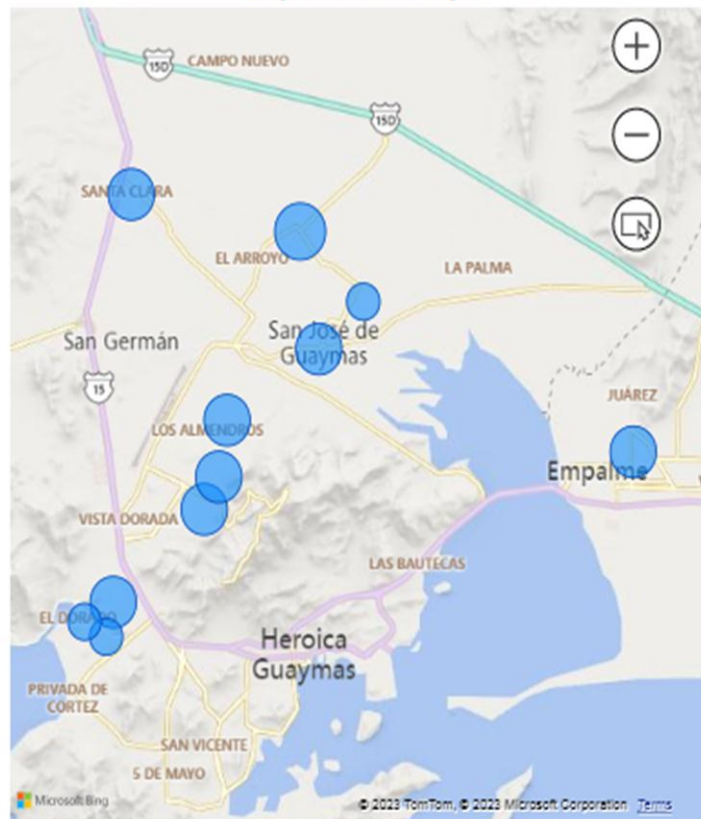 15D
CAMPO NUEVO
15D
SANTA CLARA
EL ARROYO
LA PALMA
San José de
Guaymas
San Germán
15
JUÁREZ
LOS ALMENDROS
Empalme
VISTA DORADA
LAS BAUTECAS
EL DORADO
Heroica
Guaymas
PRIVADA DE
CORTEZ
SAN VICENTE
5 DE MAYO
Microsoft Bing
© 2023 TomTom, © 2023 Microsoft Corporation Terms